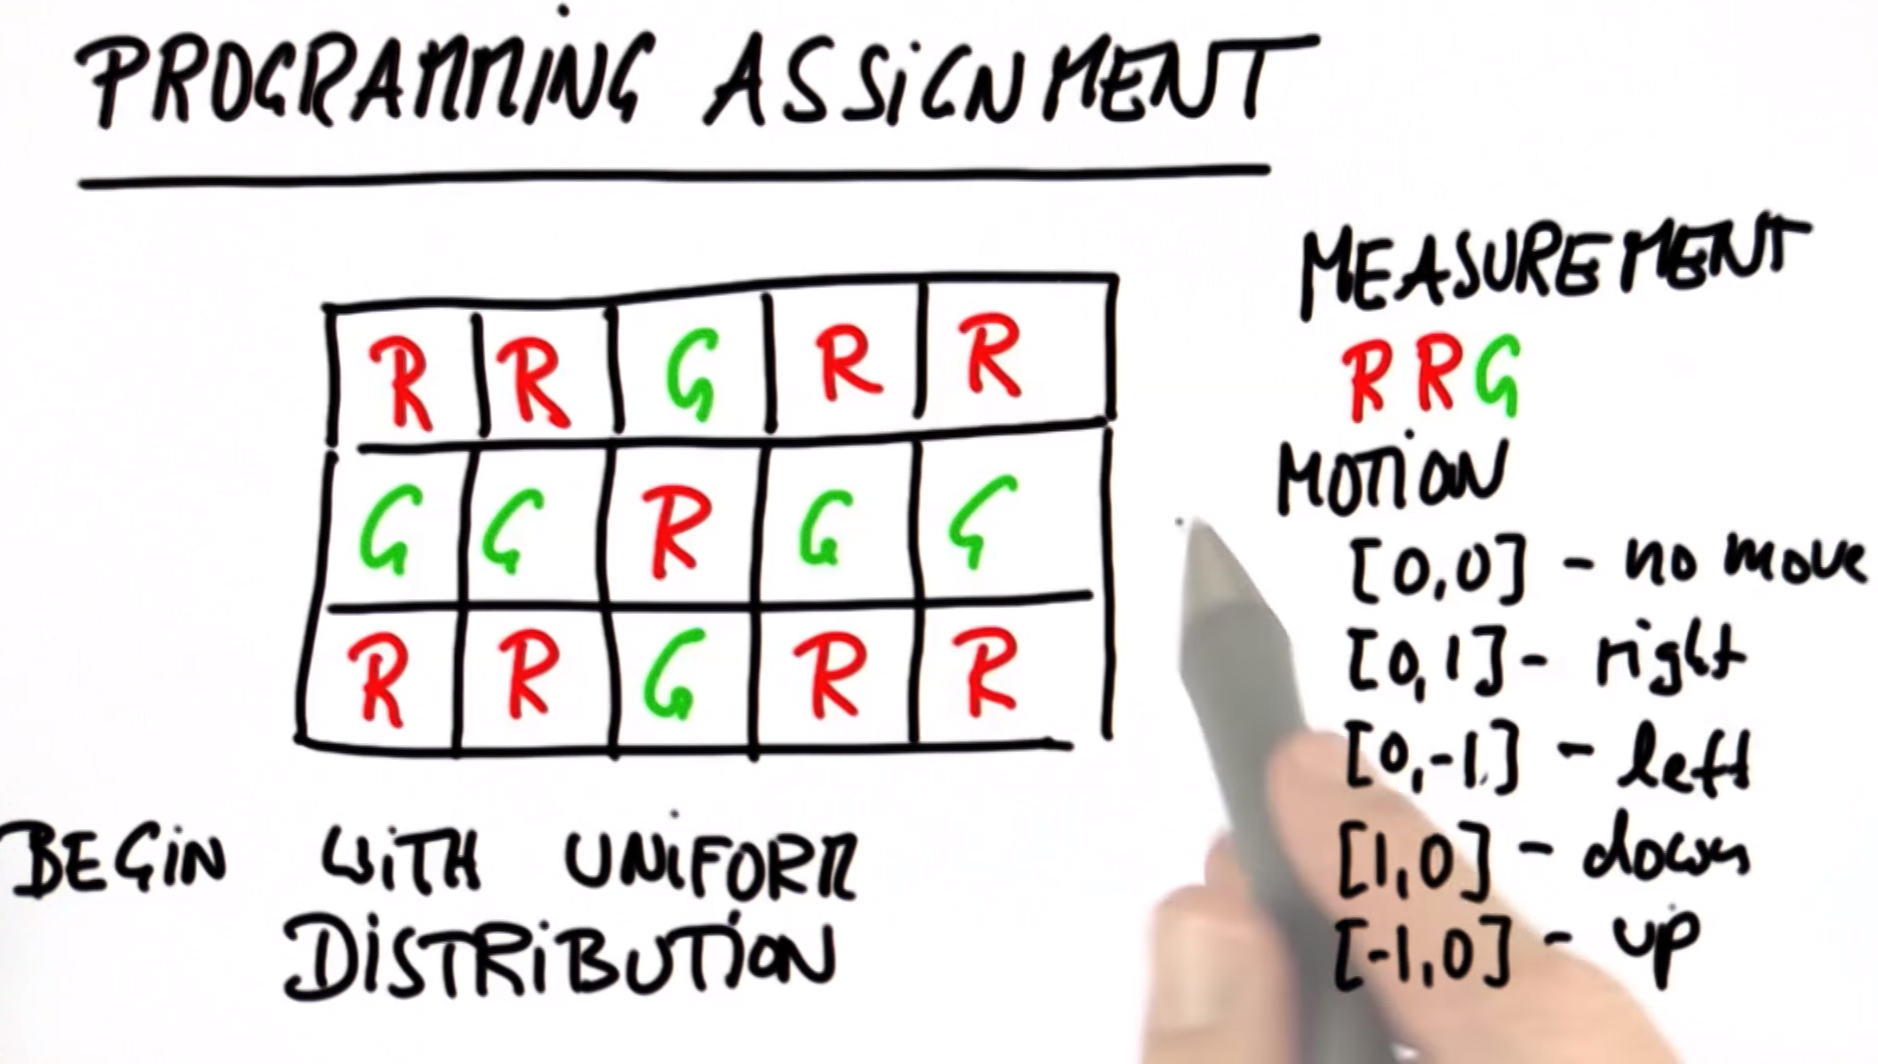 PROGRAMMING ASSIGNMENT
R R G R R
G G R G G
R R G R R
BEGIN WITH UNIFORM
DISTRIBUTION
MEASUREMENT
R R G
MOTION
[0,0] - no move
[0,1] - right
[0,-1] - left
[1,0] - down
[-1,0] - up